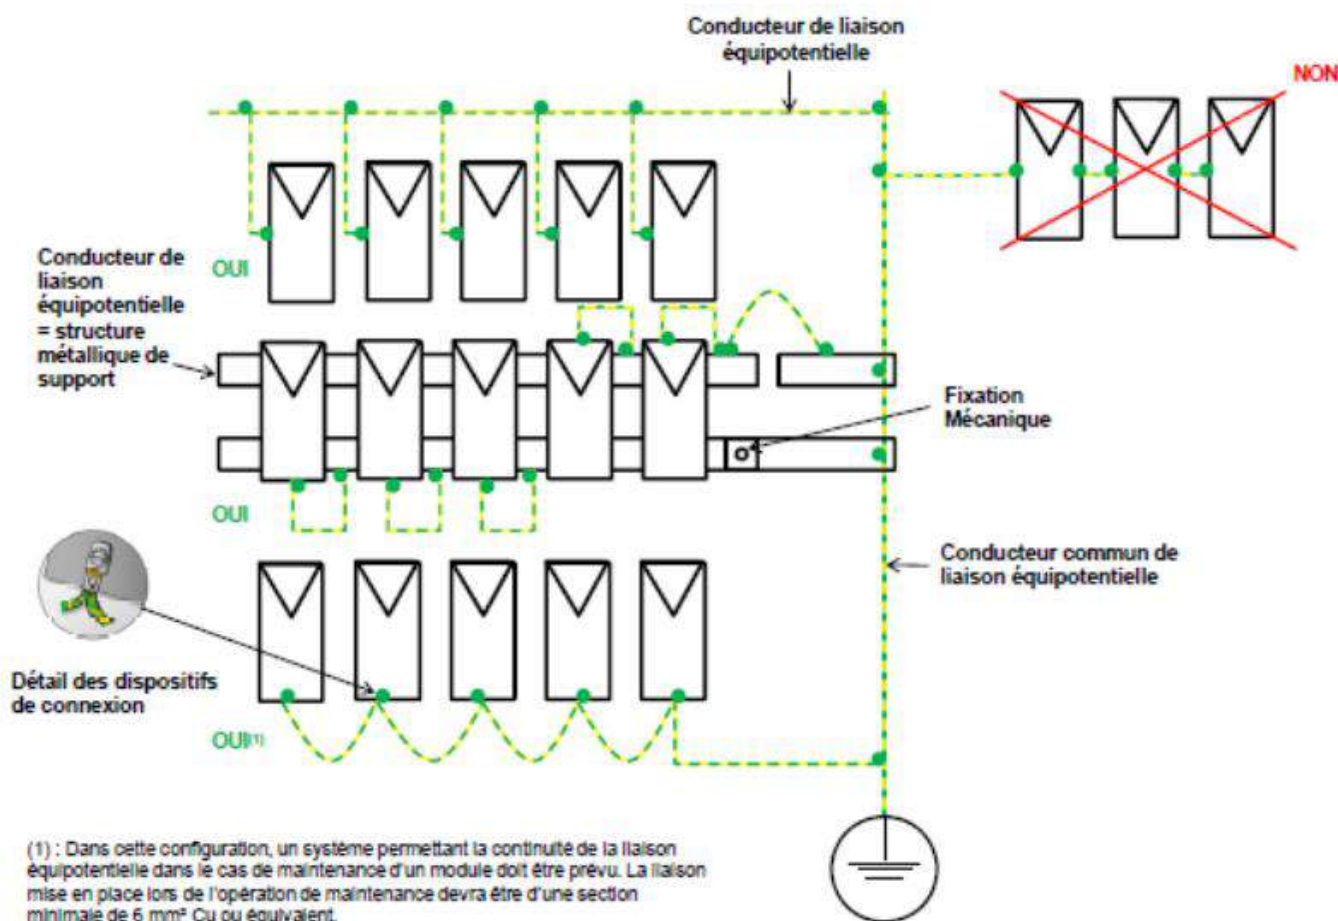 Conducteur de liaison
équipotentielle
NON
Conducteur de
liaison
équipotentielle
= structure
métallique de
support
OUI
Fixation
Mécanique
OUI
Conducteur commun de
liaison équipotentielle
Détail des dispositifs
de connexion
OUI(1)
(1) : Dans cette configuration, un système permettant la continuité de la liaison
équipotentielle dans le cas de maintenance d'un module doit être prévu. La liaison
mise en place lors de l'opération de maintenance devra être d'une section
minimale de 6 mm² Cu ou équivalent.